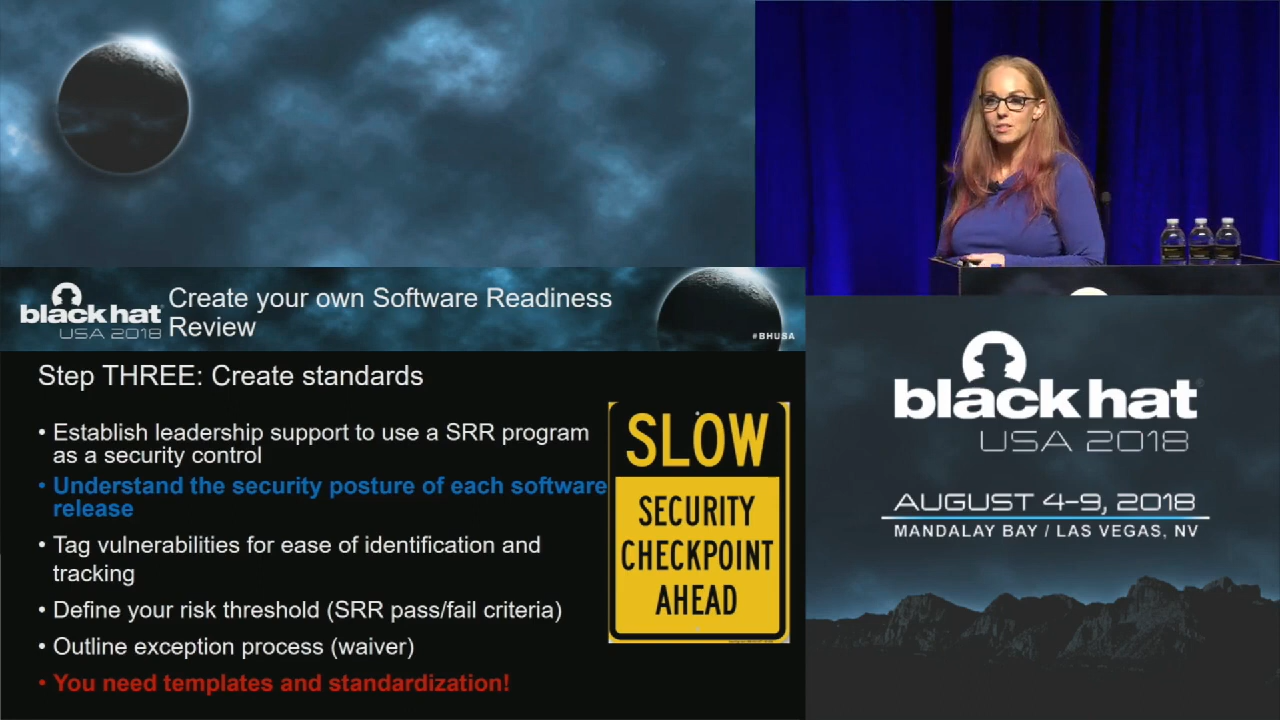 black hat
USA 2018
Create your own Software Readiness
Review
#BHUSA
Step THREE: Create standards
• Establish leadership support to use a SRR program
as a security control
• Understand the security posture of each software
release
• Tag vulnerabilities for ease of identification and
tracking
• Define your risk threshold (SRR pass/fail criteria)
• Outline exception process (waiver)
• You need templates and standardization!
SLOW
SECURITY
CHECKPOINT
AHEAD
black hat
USA 2018
AUGUST 4-9, 2018
MANDALAY BAY / LAS VEGAS, NV